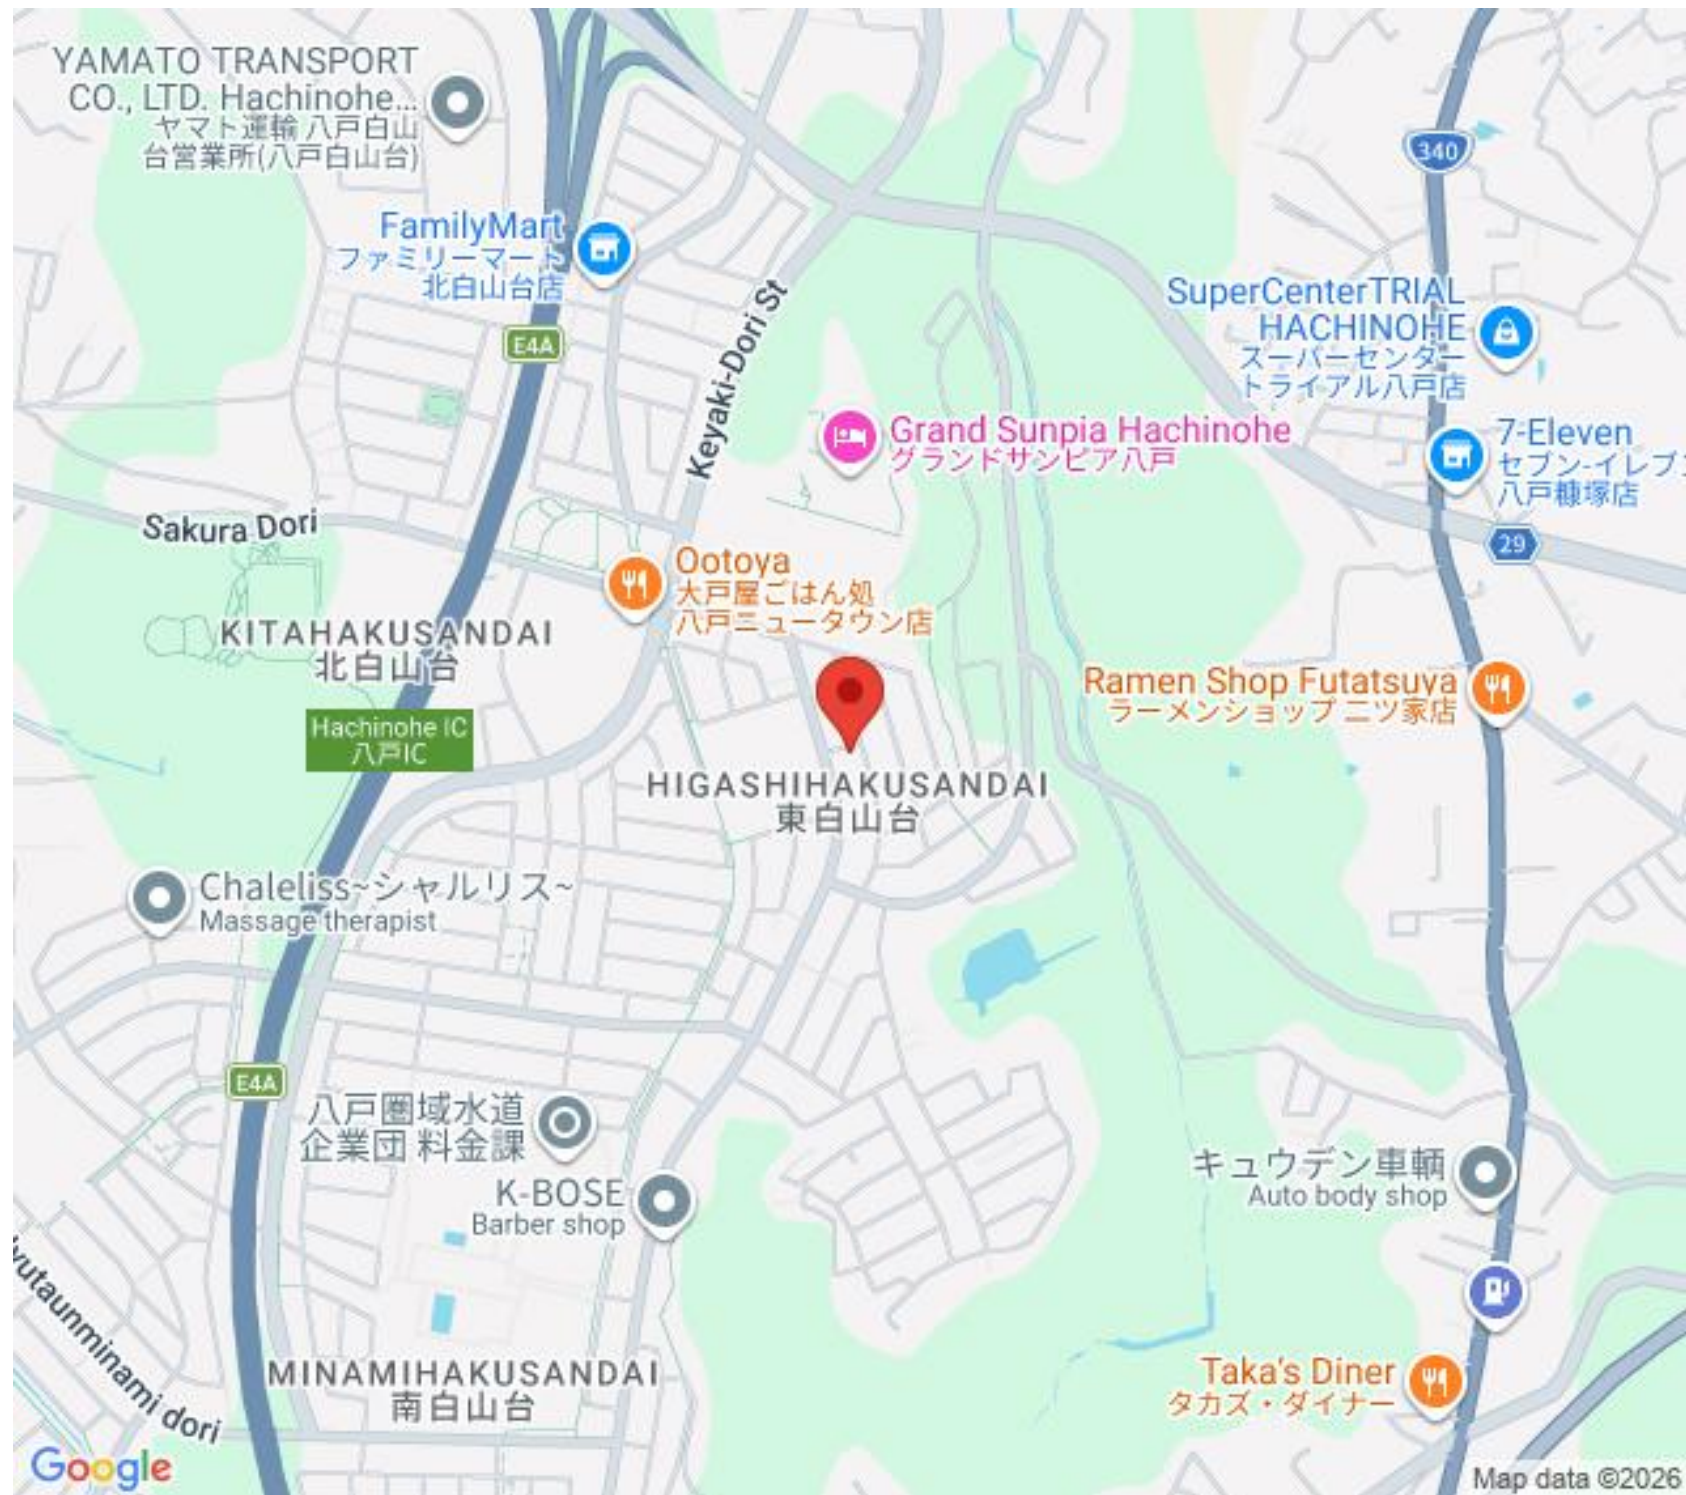 YAMATO TRANSPORT
CO., LTD. Hachinohe...
ヤマト運輸 八戸白山
台営業所(八戸白山台)
340
FamilyMart
ファミリーマート
北白山台店
SuperCenterTRIAL
HACHINOHE
スーパーセンター
トライアル八戸店
E4A
Keyaki-Dori St
Grand Sunpia Hachinohe
グランドサンピア八戸
7-Eleven
セブン-イレブン
八戸糠塚店
Sakura Dori
29
Ootoya
大戸屋ごはん処
八戸ニュータウン店
KITAHAKUSANDAI
北白山台
Ramen Shop Futatsuya
ラーメンショップ 二ツ家店
Hachinohe IC
八戸IC
HIGASHIHAKUSANDAI
東白山台
Chaleliss~シャルリス~
Massage therapist
E4A
八戸圏域水道
企業団 料金課
キュウデン車輌
Auto body shop
K-BOSE
Barber shop
yutaunminami dori
MINAMIHAKUSANDAI
南白山台
Taka's Diner
タカズ・ダイナー
Google
Map data ©2026